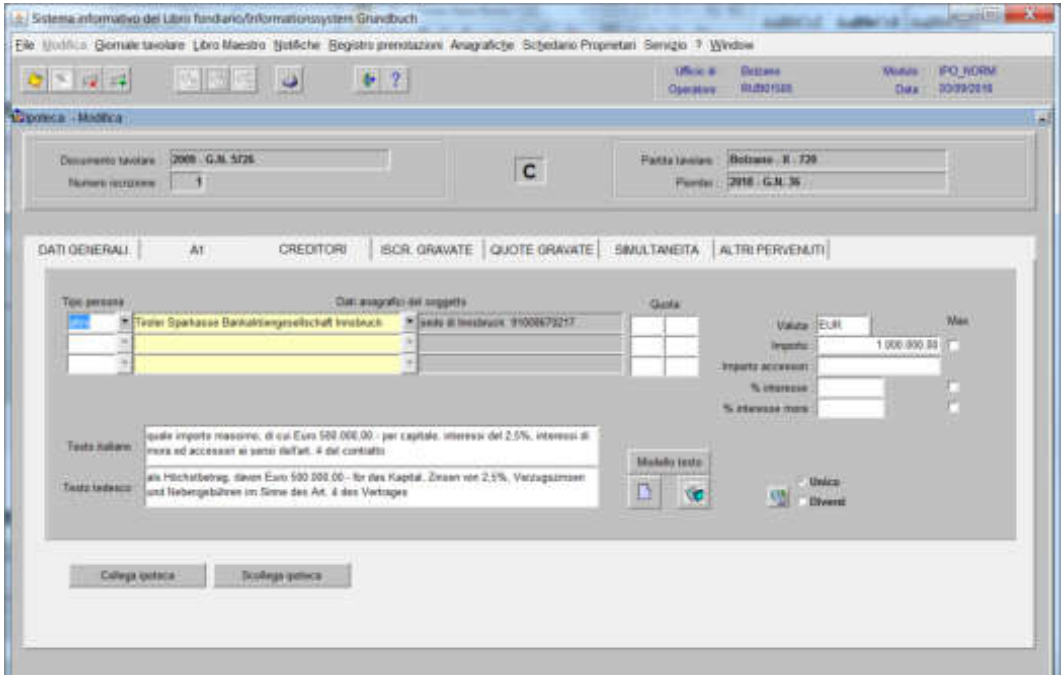 Sistema informativo del Libro fondiario/Informationssystem Grundbuch
File Modifica Giornale tavolare Libro Maestro Notifiche Registro prenotazioni Anagrafiche Schedario Proprietari Servizio ? Window
Ufficio di Bolzano Modulo IPO_NORM
Operatore Data
Ipoteca - Modifica
Documento tavolare 2009 G.N. 5726
Numero iscrizione 1
C
Partita tavolare Bolzano - II - 720
Piombo 2010 G.N. 36
DATI GENERALI A1 CREDITORI ISCR. GRAVATE QUOTE GRAVATE SIMULTANEITA ALTRI PERVENUTI
Tipo persona Dati anagrafici del soggetto Quota
Tiroler Sparkasse Bankaktiengesellschaft Innsbruck sede di Innsbruck 91008670217
Valuta EUR Max
Importo 1.000.000,00
Importo accessori
% interesse
% interesse mora
Testo italiano quale importo massimo, di cui Euro 500.000,00.- per capitale, interessi del 2,5%, interessi di
mora ed accessori ai sensi dell'art. 4 del contratto
Testo tedesco als Höchstbetrag, davon Euro 500.000,00.- für das Kapital, Zinsen von 2,5%, Verzugszinsen
und Nebengebühren im Sinne des Art. 4 des Vertrages
Modello testo
Unico
Diversi
Collega ipoteca Scollega ipoteca